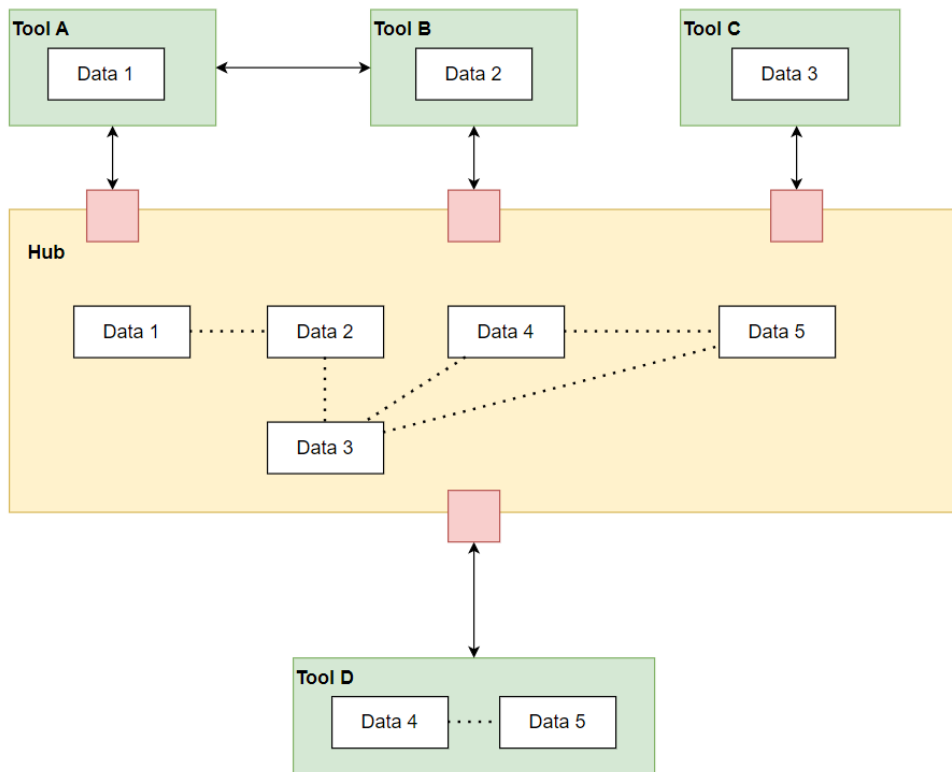 Tool A
Data 1
Tool B
Data 2
Tool C
Data 3
Hub
Data 1
Data 2
Data 4
Data 5
Data 3
Tool D
Data 4
Data 5